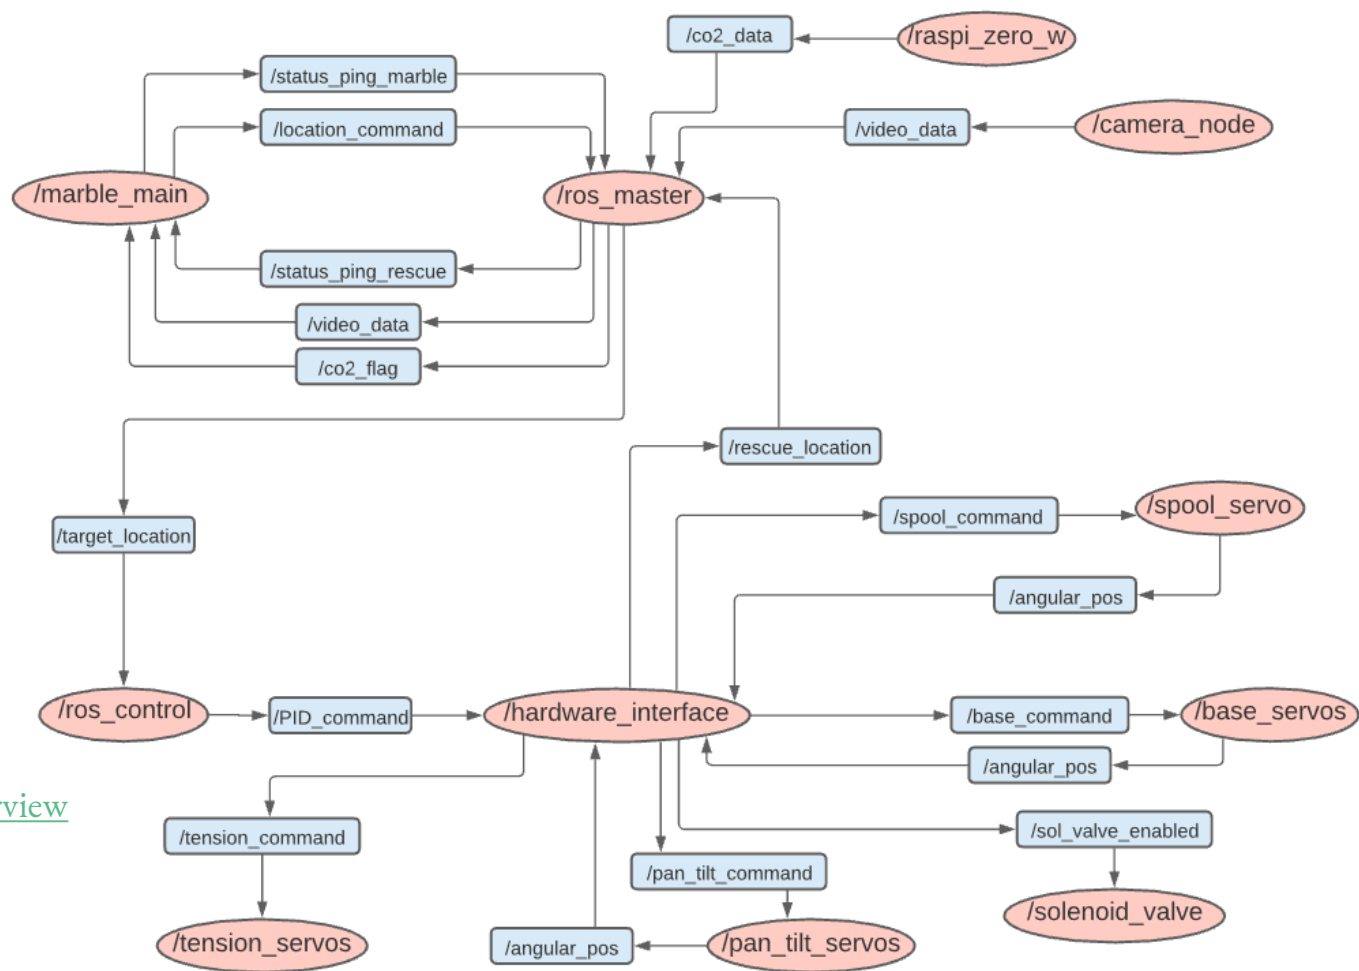 /co2_data
/raspi_zero_w
/status_ping_marble
/location_command
/video_data
/camera_node
/marble_main
/ros_master
/status_ping_rescue
/video_data
/co2_flag
/rescue_location
/target_location
/spool_command
/spool_servo
/angular_pos
/ros_control
/PID_command
/hardware_interface
/base_command
/base_servos
/angular_pos
/tension_command
/sol_valve_enabled
/pan_tilt_command
/solenoid_valve
/tension_servos
/angular_pos
/pan_tilt_servos